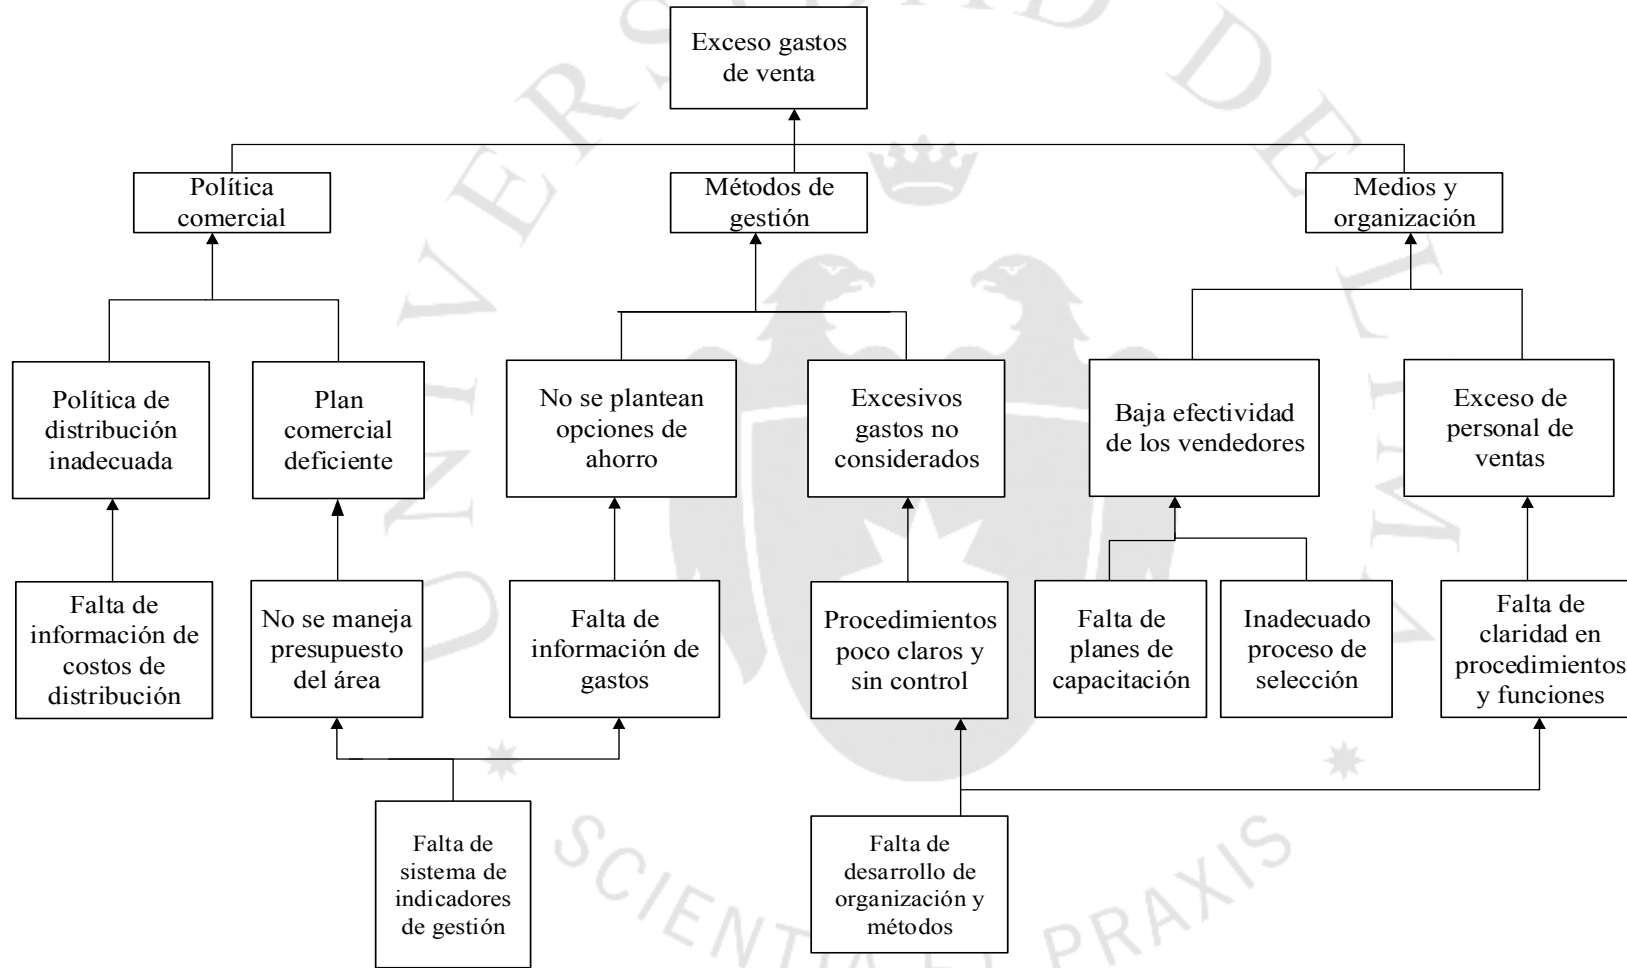 UNIVERSIDAD DE LIMA
Exceso gastos
de venta
Política
comercial
Métodos de
gestión
Medios y
organización
Política de
distribución
inadecuada
Plan
comercial
deficiente
No se plantean
opciones de
ahorro
Excesivos
gastos no
considerados
Baja efectividad
de los vendedores
Exceso de
personal de
ventas
Falta de
información de
costos de
distribución
No se maneja
presupuesto
del área
Falta de
información de
gastos
Procedimientos
poco claros y
sin control
Falta de
planes de
capacitación
Inadecuado
proceso de
selección
Falta de
claridad en
procedimientos
y funciones
Falta de
sistema de
indicadores
de gestión
Falta de
desarrollo de
organización y
métodos
SCIENTIA ET PRAXIS